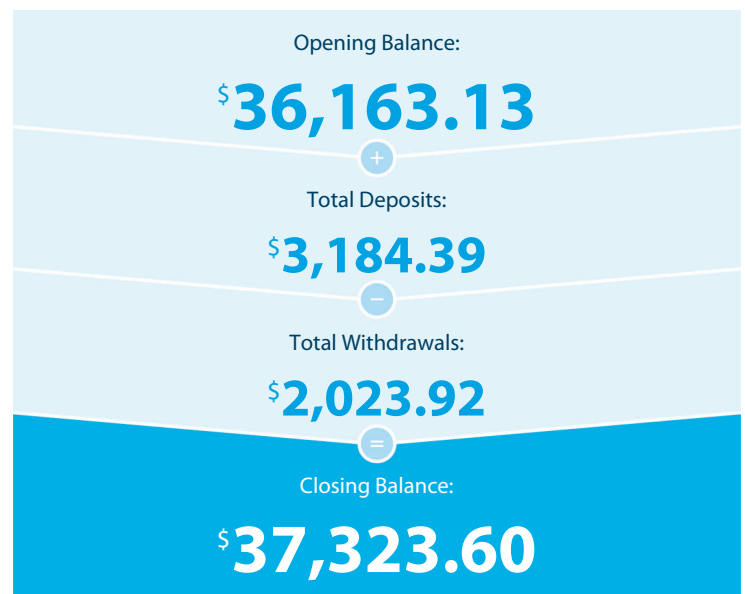 Opening Balance:
$36,163.13
+
Total Deposits:
$3,184.39
−
Total Withdrawals:
$2,023.92
=
Closing Balance:
$37,323.60